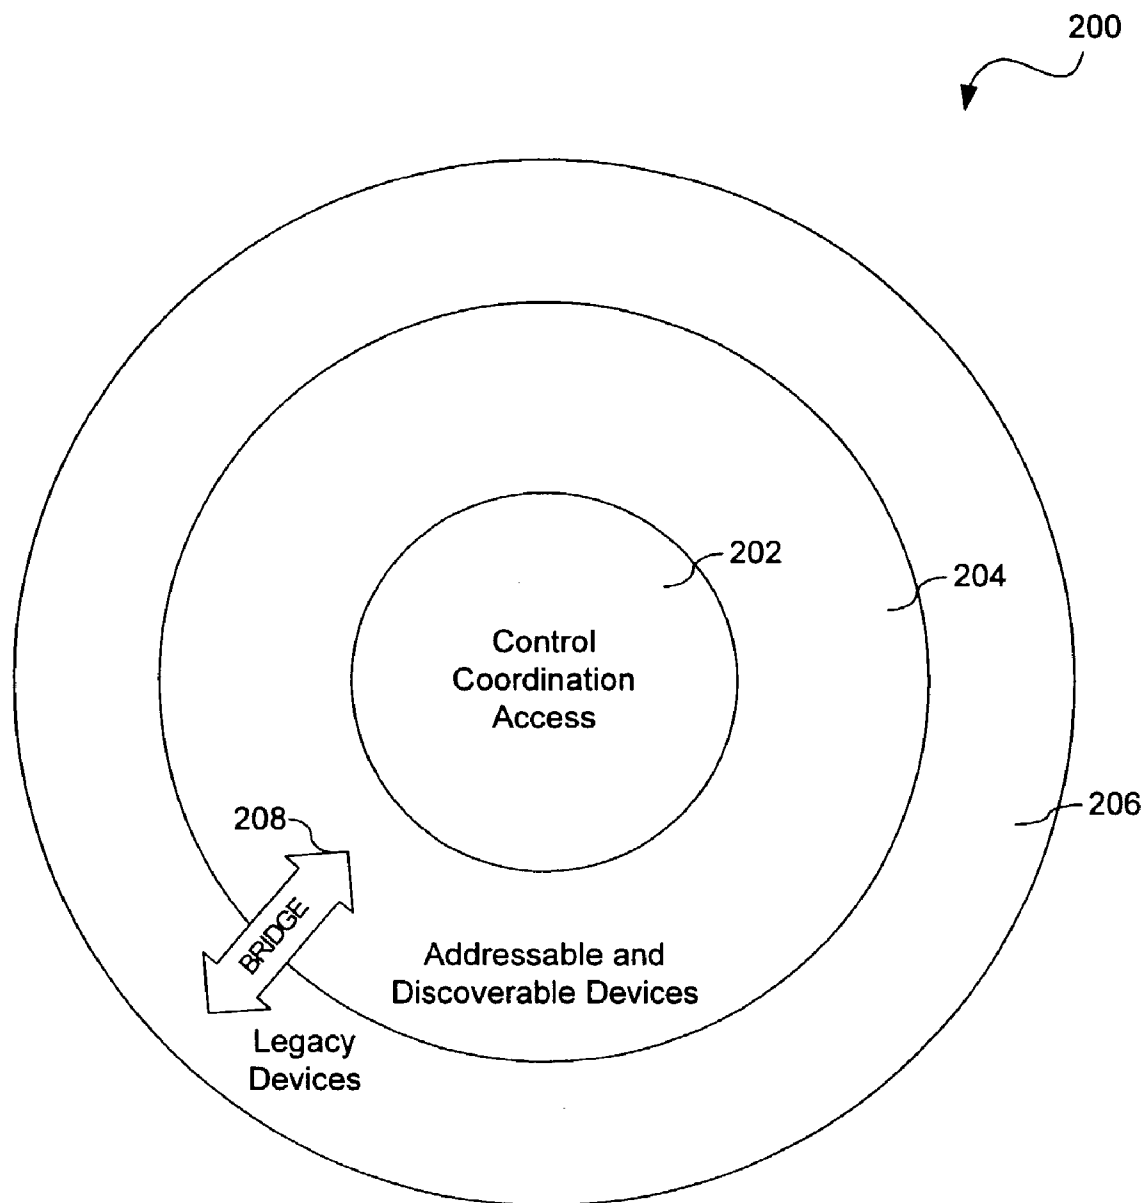 200
202
204
Control
Coordination
Access
206
208
BRIDGE
Addressable and
Discoverable Devices
Legacy
Devices